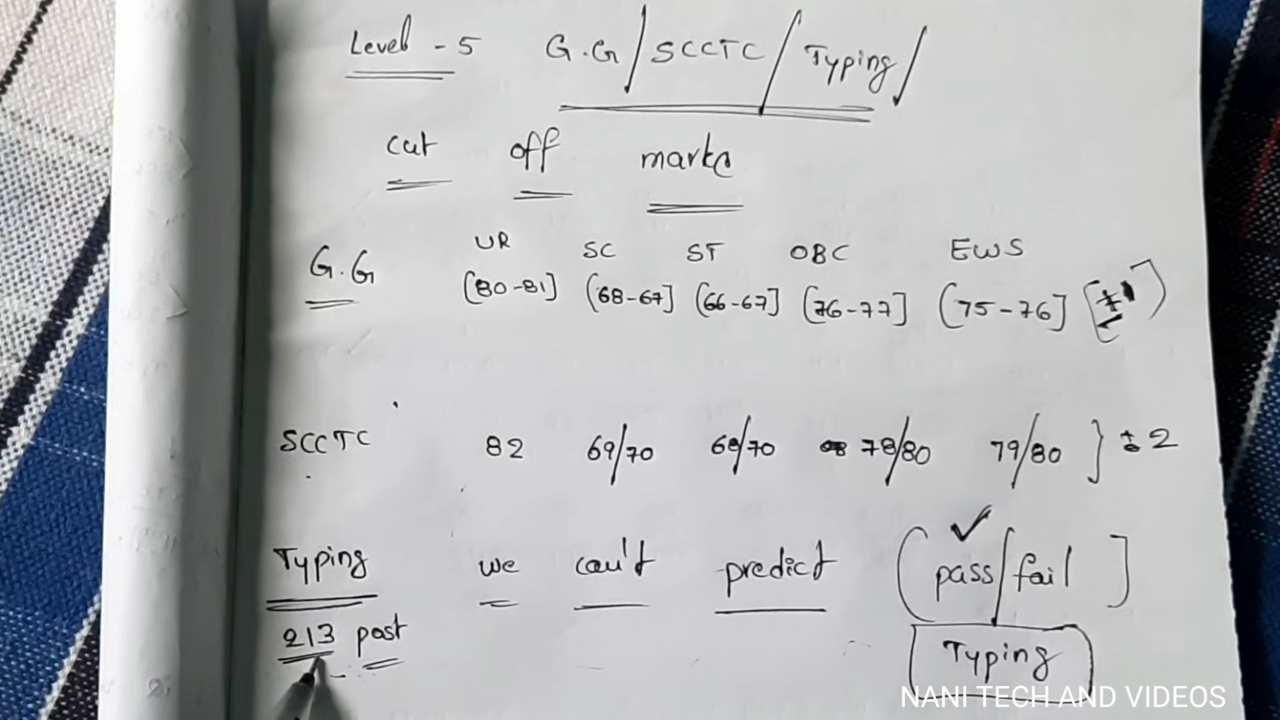 Level - 5 G.G/SCCTC/Typing/
cut off marks
UR SC ST OBC EWS
G.G [80-81] [68-67] [66-67] [76-77] [75-76]
SCCTC 82 69/70 69/70 78/80 79/80 } ± 2
Typing we can't predict (pass/fail]
213 post Typing
NANI TECH AND VIDEOS